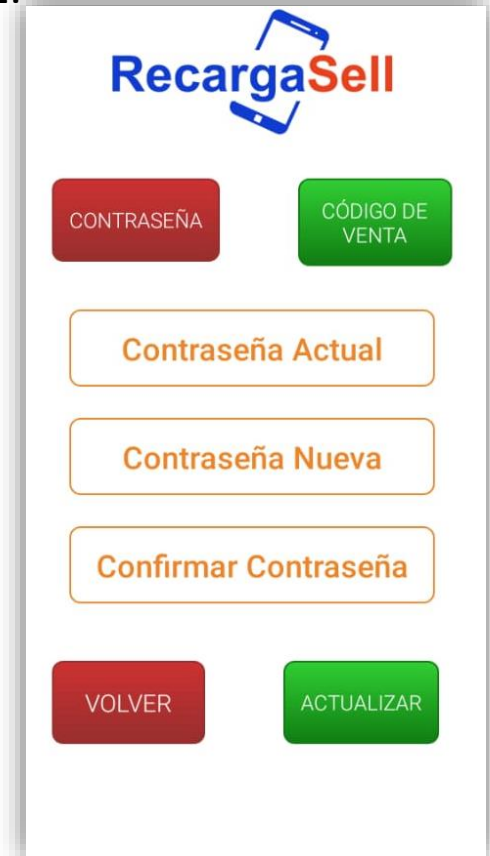 RecargaSell
CONTRASEÑA
CÓDIGO DE
VENTA
Contraseña Actual
Contraseña Nueva
Confirmar Contraseña
VOLVER
ACTUALIZAR